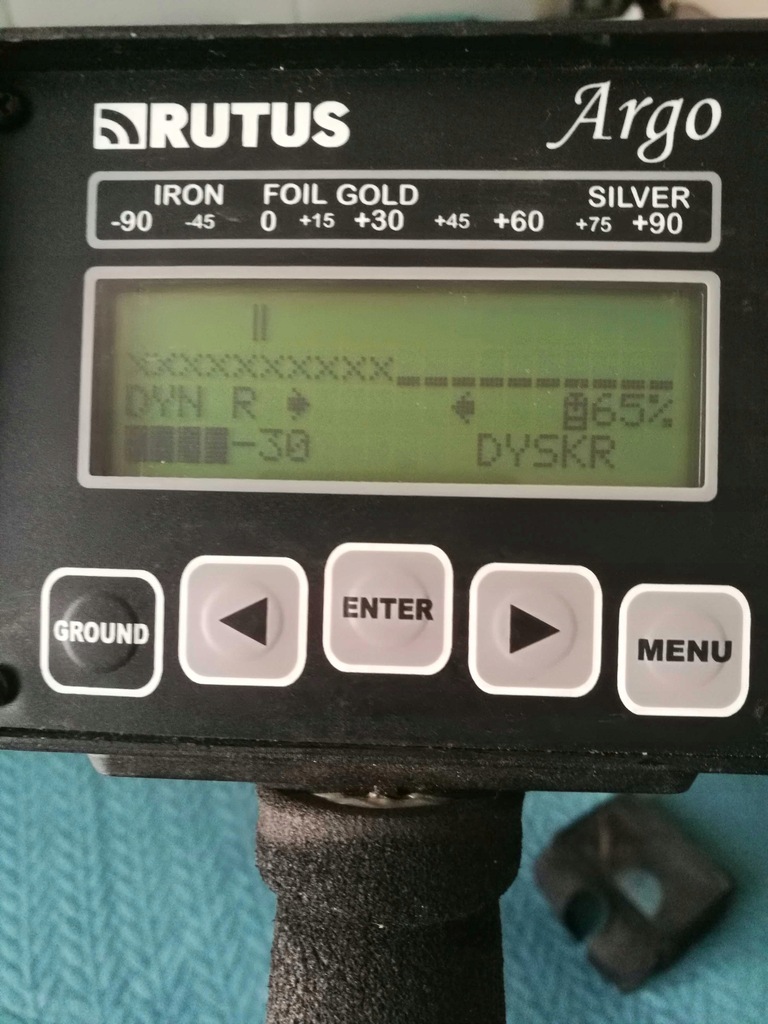 RUTUS Argo
IRON FOIL GOLD SILVER
-90 -45 0 +15 +30 +45 +60 +75 +90
xxxxxxxxxx
DYN R 65%
-30 DYSKR
GROUND ENTER MENU